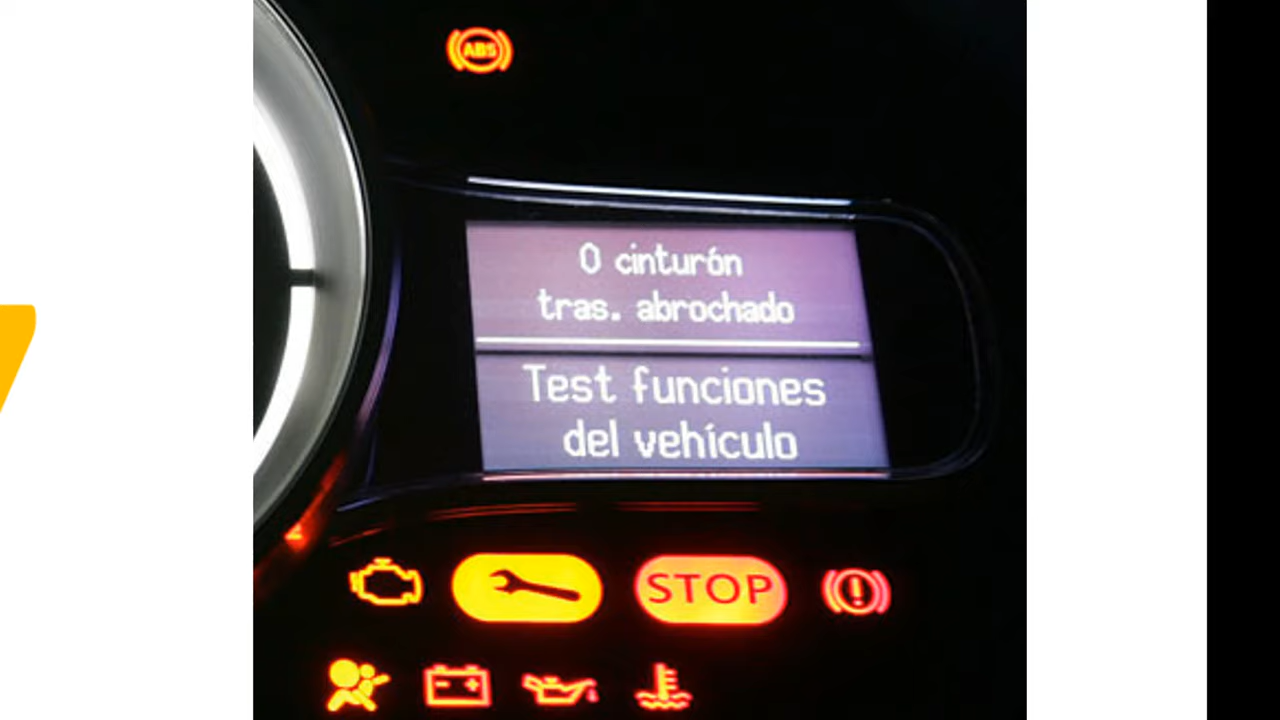 ABS
0 cinturón
tras. abrochado
Test funciones
del vehículo
STOP